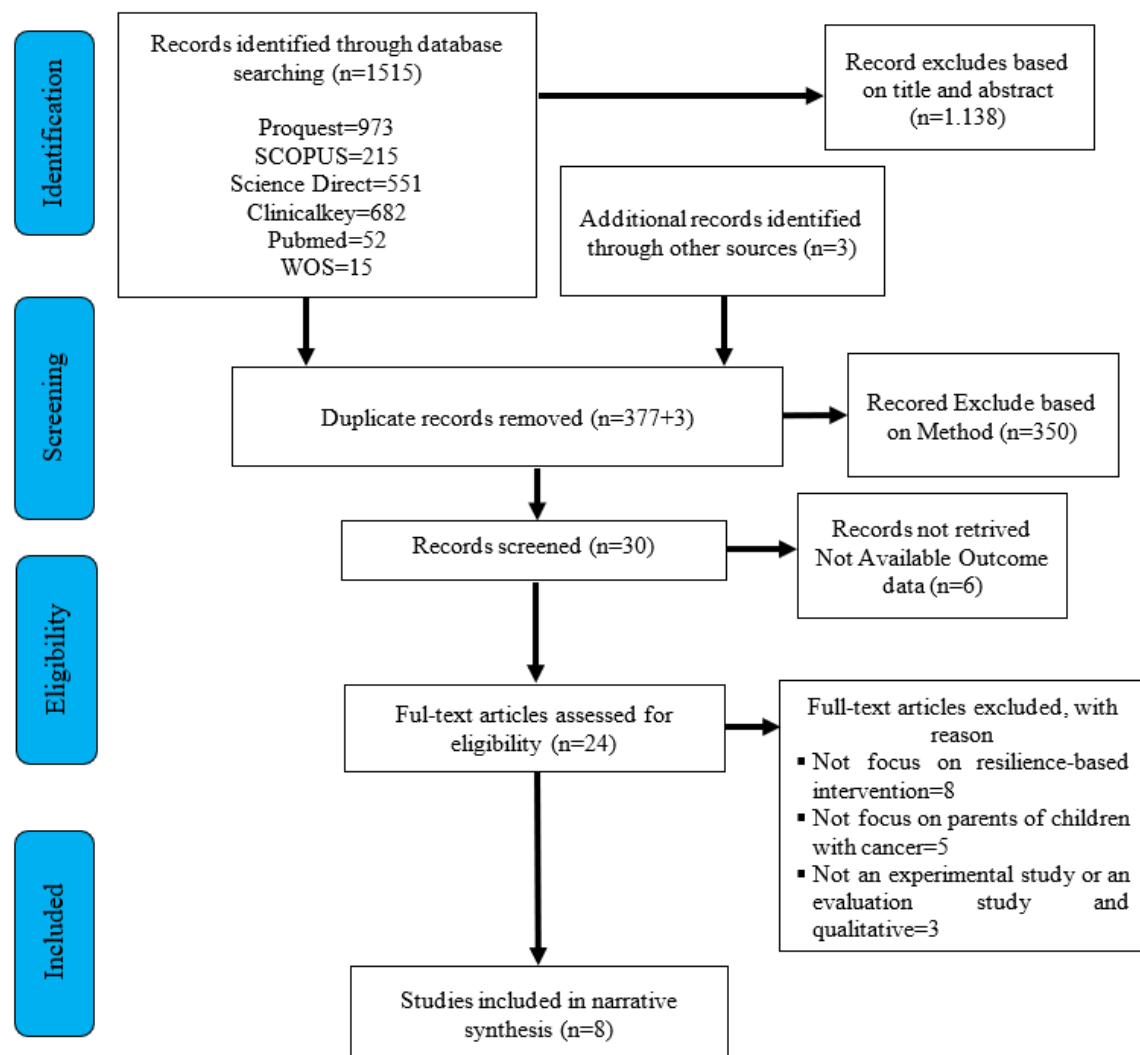 Identification
Records identified through database
searching (n=1515)
Proquest=973
SCOPUS=215
Science Direct=551
Clinicalkey=682
Pubmed=52
WOS=15
Record excludes based
on title and abstract
(n=1.138)
Additional records identified
through other sources (n=3)
Screening
Duplicate records removed (n=377+3)
Recored Exclude based
on Method (n=350)
Records screened (n=30)
Records not retrived
Not Available Outcome
data (n=6)
Eligibility
Ful-text articles assessed for
eligibility (n=24)
Full-text articles excluded, with
reason
▪ Not focus on resilience-based
intervention=8
▪ Not focus on parents of children
with cancer=5
▪ Not an experimental study or an
evaluation study and
qualitative=3
Included
Studies included in narrative
synthesis (n=8)